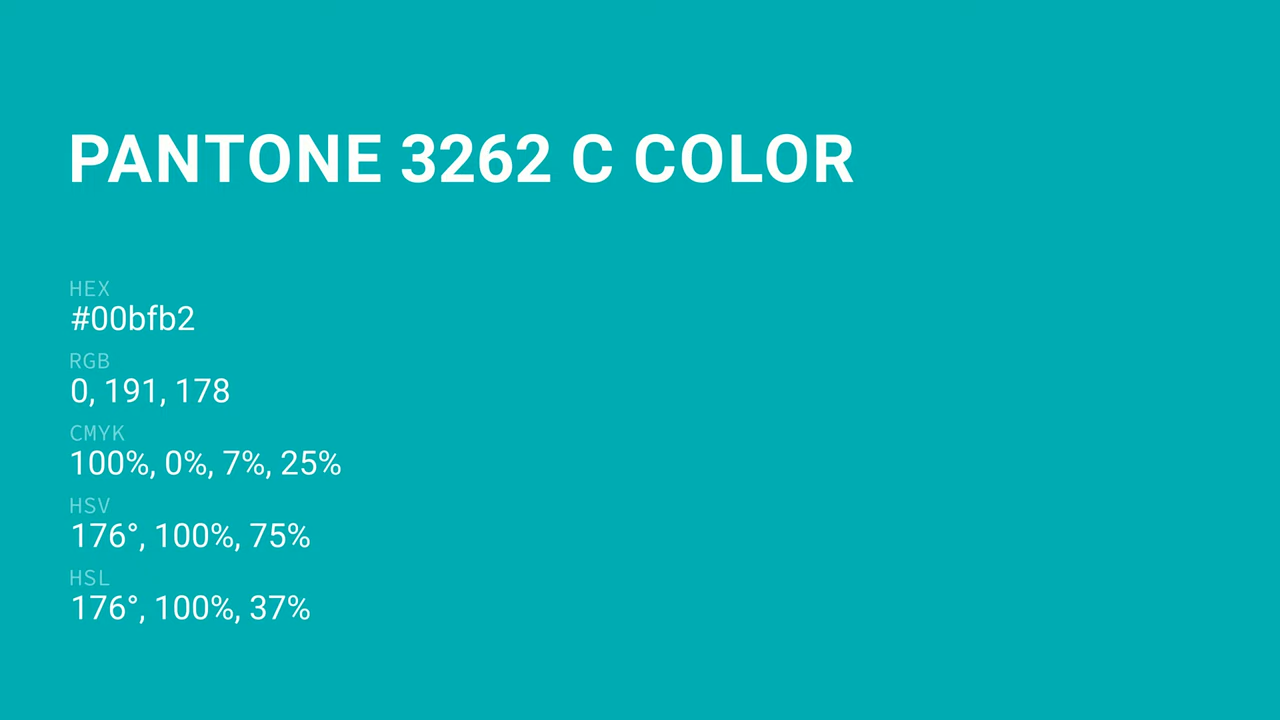 PANTONE 3262 C COLOR
HEX
#00bfb2
RGB
0, 191, 178
CMYK
100%, 0%, 7%, 25%
HSV
176°, 100%, 75%
HSL
176°, 100%, 37%